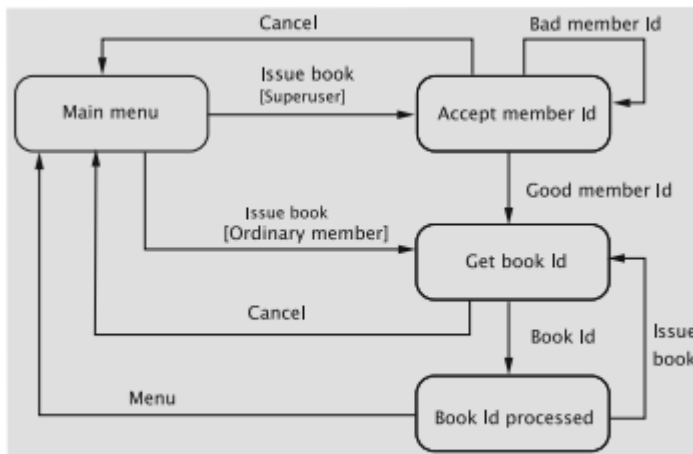 Cancel
Bad member Id
Issue book
[Superuser]
Main menu
Accept member Id
Good member Id
Issue book
[Ordinary member]
Get book Id
Cancel
Book Id
Issue
book
Menu
Book Id processed